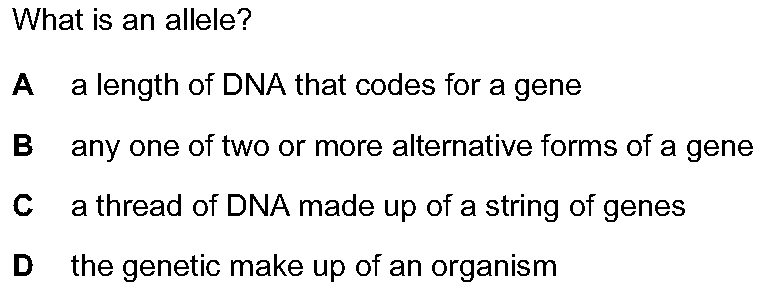 What is an allele?
A a length of DNA that codes for a gene
B any one of two or more alternative forms of a gene
C a thread of DNA made up of a string of genes
D the genetic make up of an organism